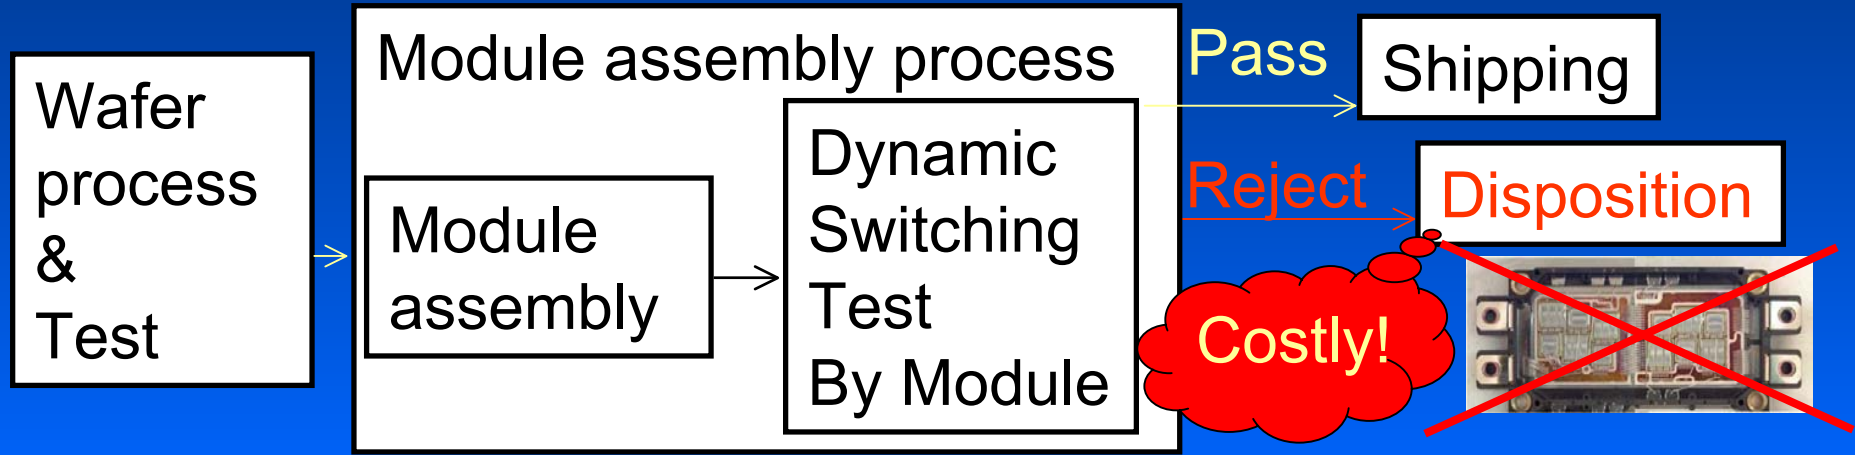 Wafer
process
&
Test
Module assembly process
Module
assembly
Dynamic
Switching
Test
By Module
Pass
Shipping
Reject
Disposition
Costly!